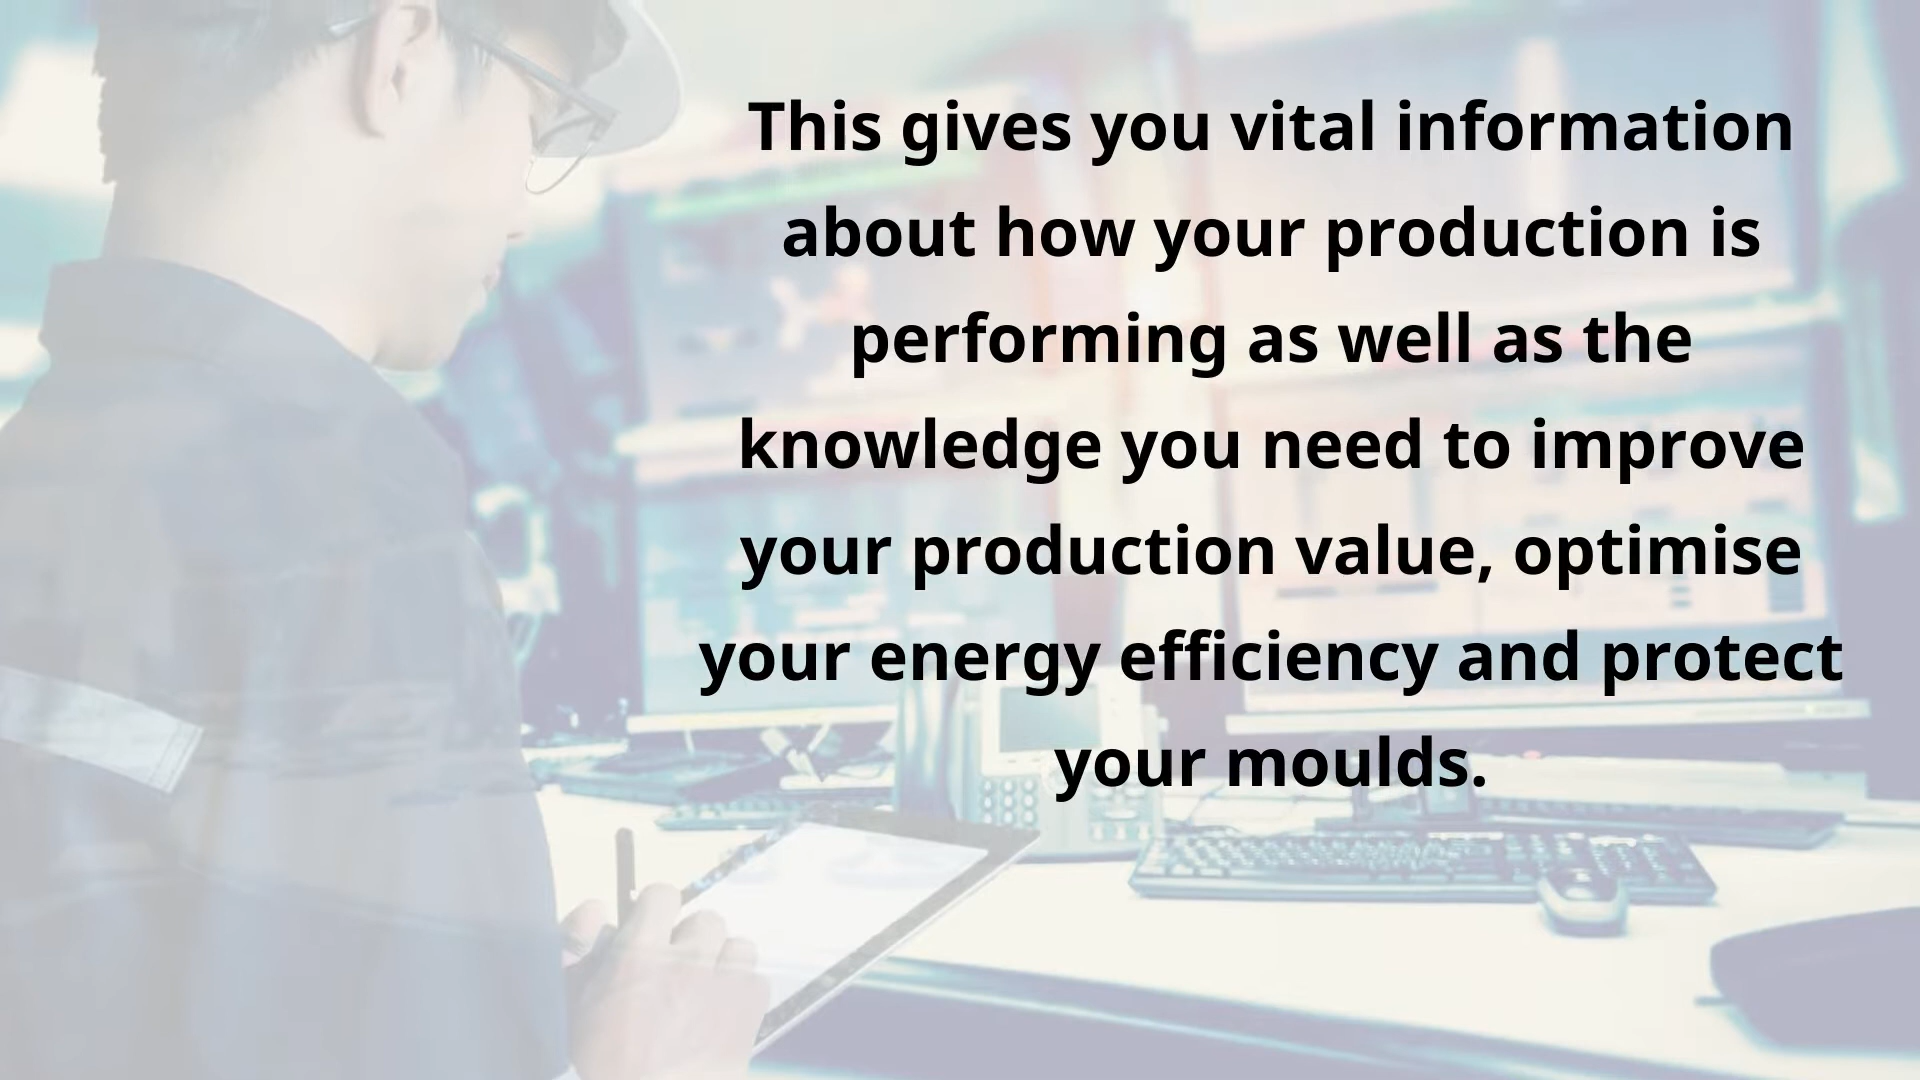 This gives you vital information
about how your production is
performing as well as the
knowledge you need to improve
your production value, optimise
your energy efficiency and protect
your moulds.